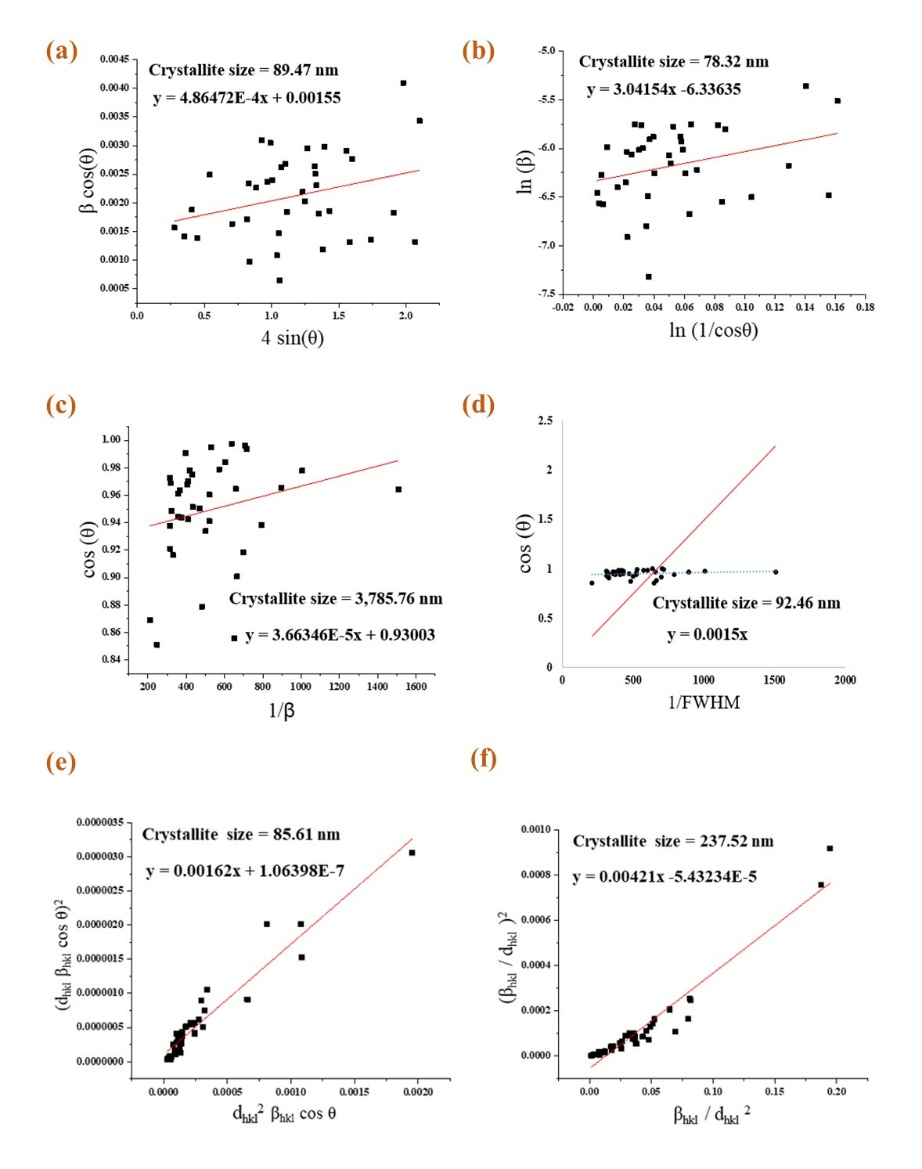 (a)
Crystallite size = 89.47 nm
y = 4.86472E-4x + 0.00155
0.0045
0.0040
0.0035
0.0030
0.0025
0.0020
0.0015
0.0010
0.0005
β cos(θ)
0.0 0.5 1.0 1.5 2.0
4 sin(θ)
(b)
Crystallite size = 78.32 nm
y = 3.04154x -6.33635
-5.0
-5.5
-6.0
-6.5
-7.0
-7.5
ln (β)
-0.02 0.00 0.02 0.04 0.06 0.08 0.10 0.12 0.14 0.16 0.18
ln (1/cosθ)
(c)
1.00
0.98
0.96
0.94
0.92
0.90
0.88
0.86
0.84
cos (θ)
Crystallite size = 3,785.76 nm
y = 3.66346E-5x + 0.93003
200 400 600 800 1000 1200 1400 1600
1/β
(d)
2.5
2
1.5
1
0.5
0
cos (θ)
Crystallite size = 92.46 nm
y = 0.0015x
0 500 1000 1500 2000
1/FWHM
(e)
Crystallite size = 85.61 nm
y = 0.00162x + 1.06398E-7
0.0000035
0.0000030
0.0000025
0.0000020
0.0000015
0.0000010
0.0000005
0.0000000
(dhkl βhkl cos θ)²
0.0000 0.0005 0.0010 0.0015 0.0020
dhkl² βhkl cos θ
(f)
Crystallite size = 237.52 nm
y = 0.00421x -5.43234E-5
0.0010
0.0008
0.0006
0.0004
0.0002
0.0000
(βhkl / dhkl )²
0.00 0.05 0.10 0.15 0.20
βhkl / dhkl ²